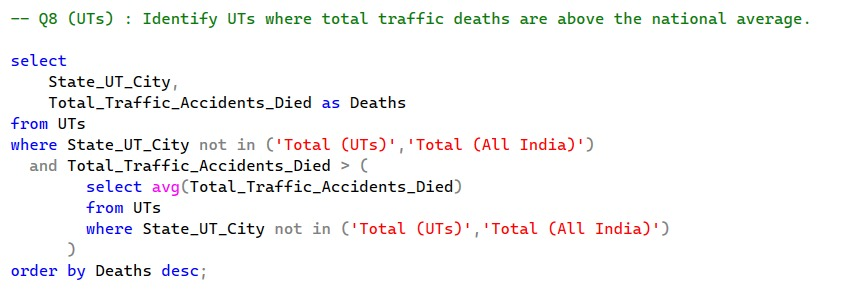 -- Q8 (UTs) : Identify UTs where total traffic deaths are above the national average.
select
State_UT_City,
Total_Traffic_Accidents_Died as Deaths
from UTs
where State_UT_City not in ('Total (UTs)','Total (All India)')
and Total_Traffic_Accidents_Died > (
select avg(Total_Traffic_Accidents_Died)
from UTs
where State_UT_City not in ('Total (UTs)','Total (All India)')
)
order by Deaths desc;